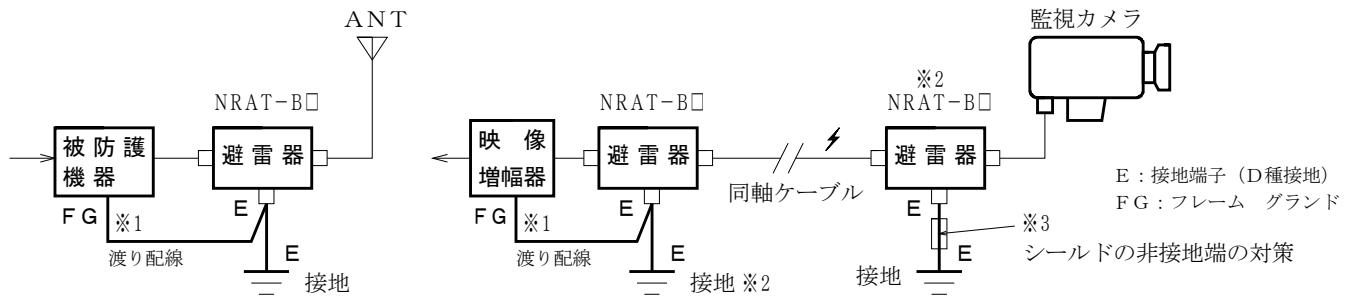 ANT
NRAT-B□
被防護
機器
避雷器
E
FG ※1
渡り配線
E
接地
NRAT-B□
映 像
増幅器
避雷器
E
FG ※1
渡り配線
E
接地 ※2
同軸ケーブル
監視カメラ
※2
NRAT-B□
避雷器
E
※3
シールドの非接地端の対策
E
接地
E:接地端子(D種接地)
FG:フレーム グランド